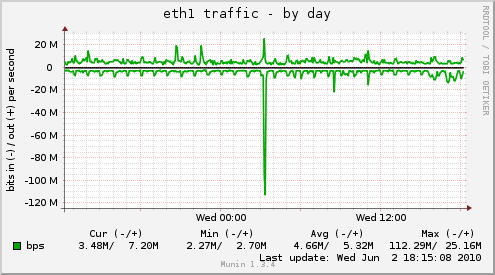 eth1 traffic - by day
RRDTOOL / TOBI OETIKER
bits in (-) / out (+) per second
20 M
0
-20 M
-40 M
-60 M
-80 M
-100 M
-120 M
Wed 00:00 Wed 12:00
Cur (-/+) Min (-/+) Avg (-/+) Max (-/+)
bps 3.48M/ 7.20M 2.27M/ 2.70M 4.66M/ 5.32M 112.29M/ 25.16M
Last update: Wed Jun 2 18:15:08 2010
Munin 1.3.4